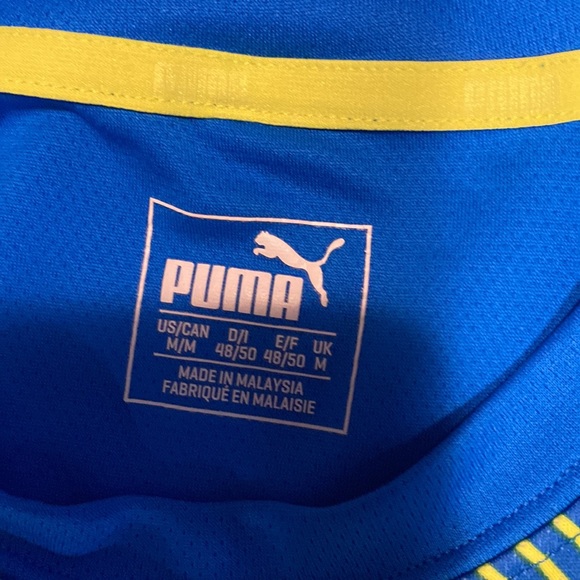 PUMA
US/CAN D/I E/F UK
M/M 48/50 48/50 M
MADE IN MALAYSIA
FABRIQUÉ EN MALAISIE